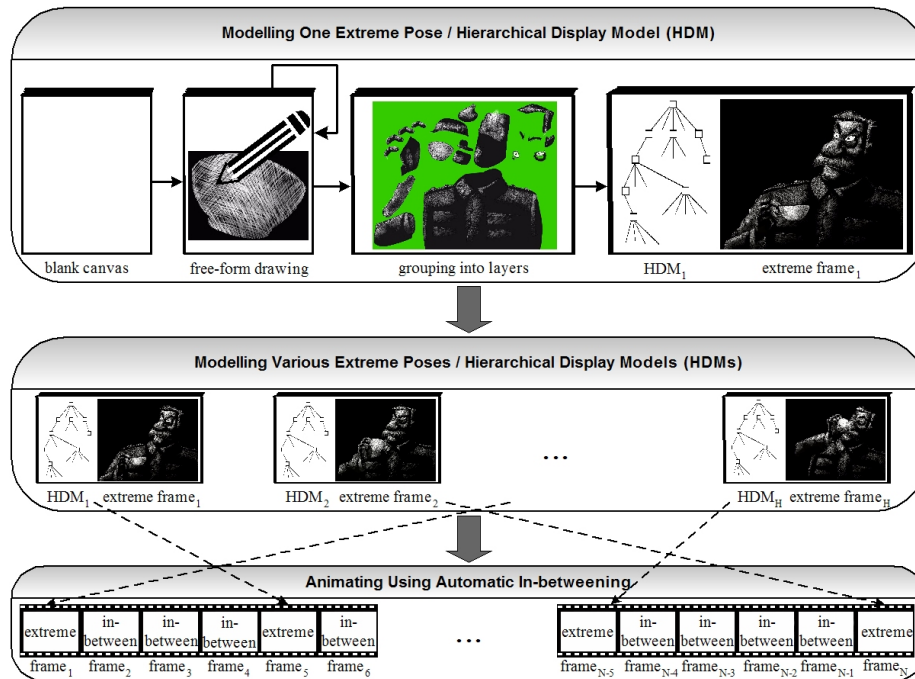 Modelling One Extreme Pose / Hierarchical Display Model (HDM)
blank canvas free-form drawing grouping into layers HDM1 extreme frame1
Modelling Various Extreme Poses / Hierarchical Display Models (HDMs)
...
HDM1 extreme frame1 HDM2 extreme frame2 HDMH extreme frameH
Animating Using Automatic In-betweening
extreme in-between in-between in-between extreme in-between ... extreme in-between in-between in-between in-between extreme
frame1 frame2 frame3 frame4 frame5 frame6 frameN-5 frameN-4 frameN-3 frameN-2 frameN-1 frameN